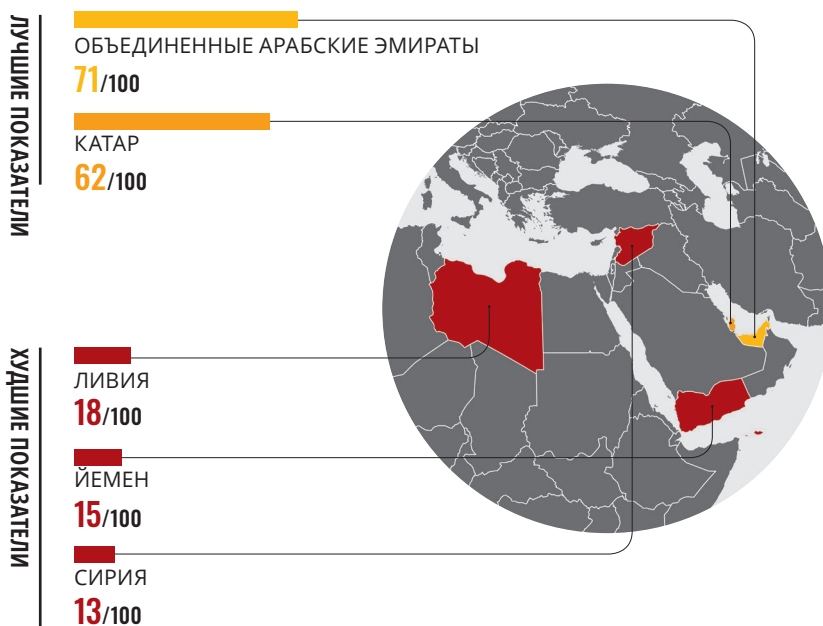 ЛУЧШИЕ ПОКАЗАТЕЛИ
ОБЪЕДИНЕННЫЕ АРАБСКИЕ ЭМИРАТЫ
71/100
КАТАР
62/100
ХУДШИЕ ПОКАЗАТЕЛИ
ЛИВИЯ
18/100
ЙЕМЕН
15/100
СИРИЯ
13/100